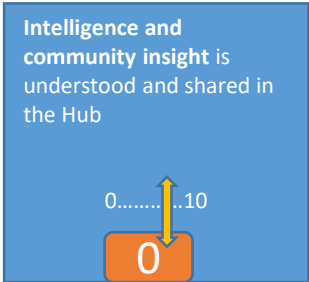 Intelligence and
community insight is
understood and shared in
the Hub
0..............10
0